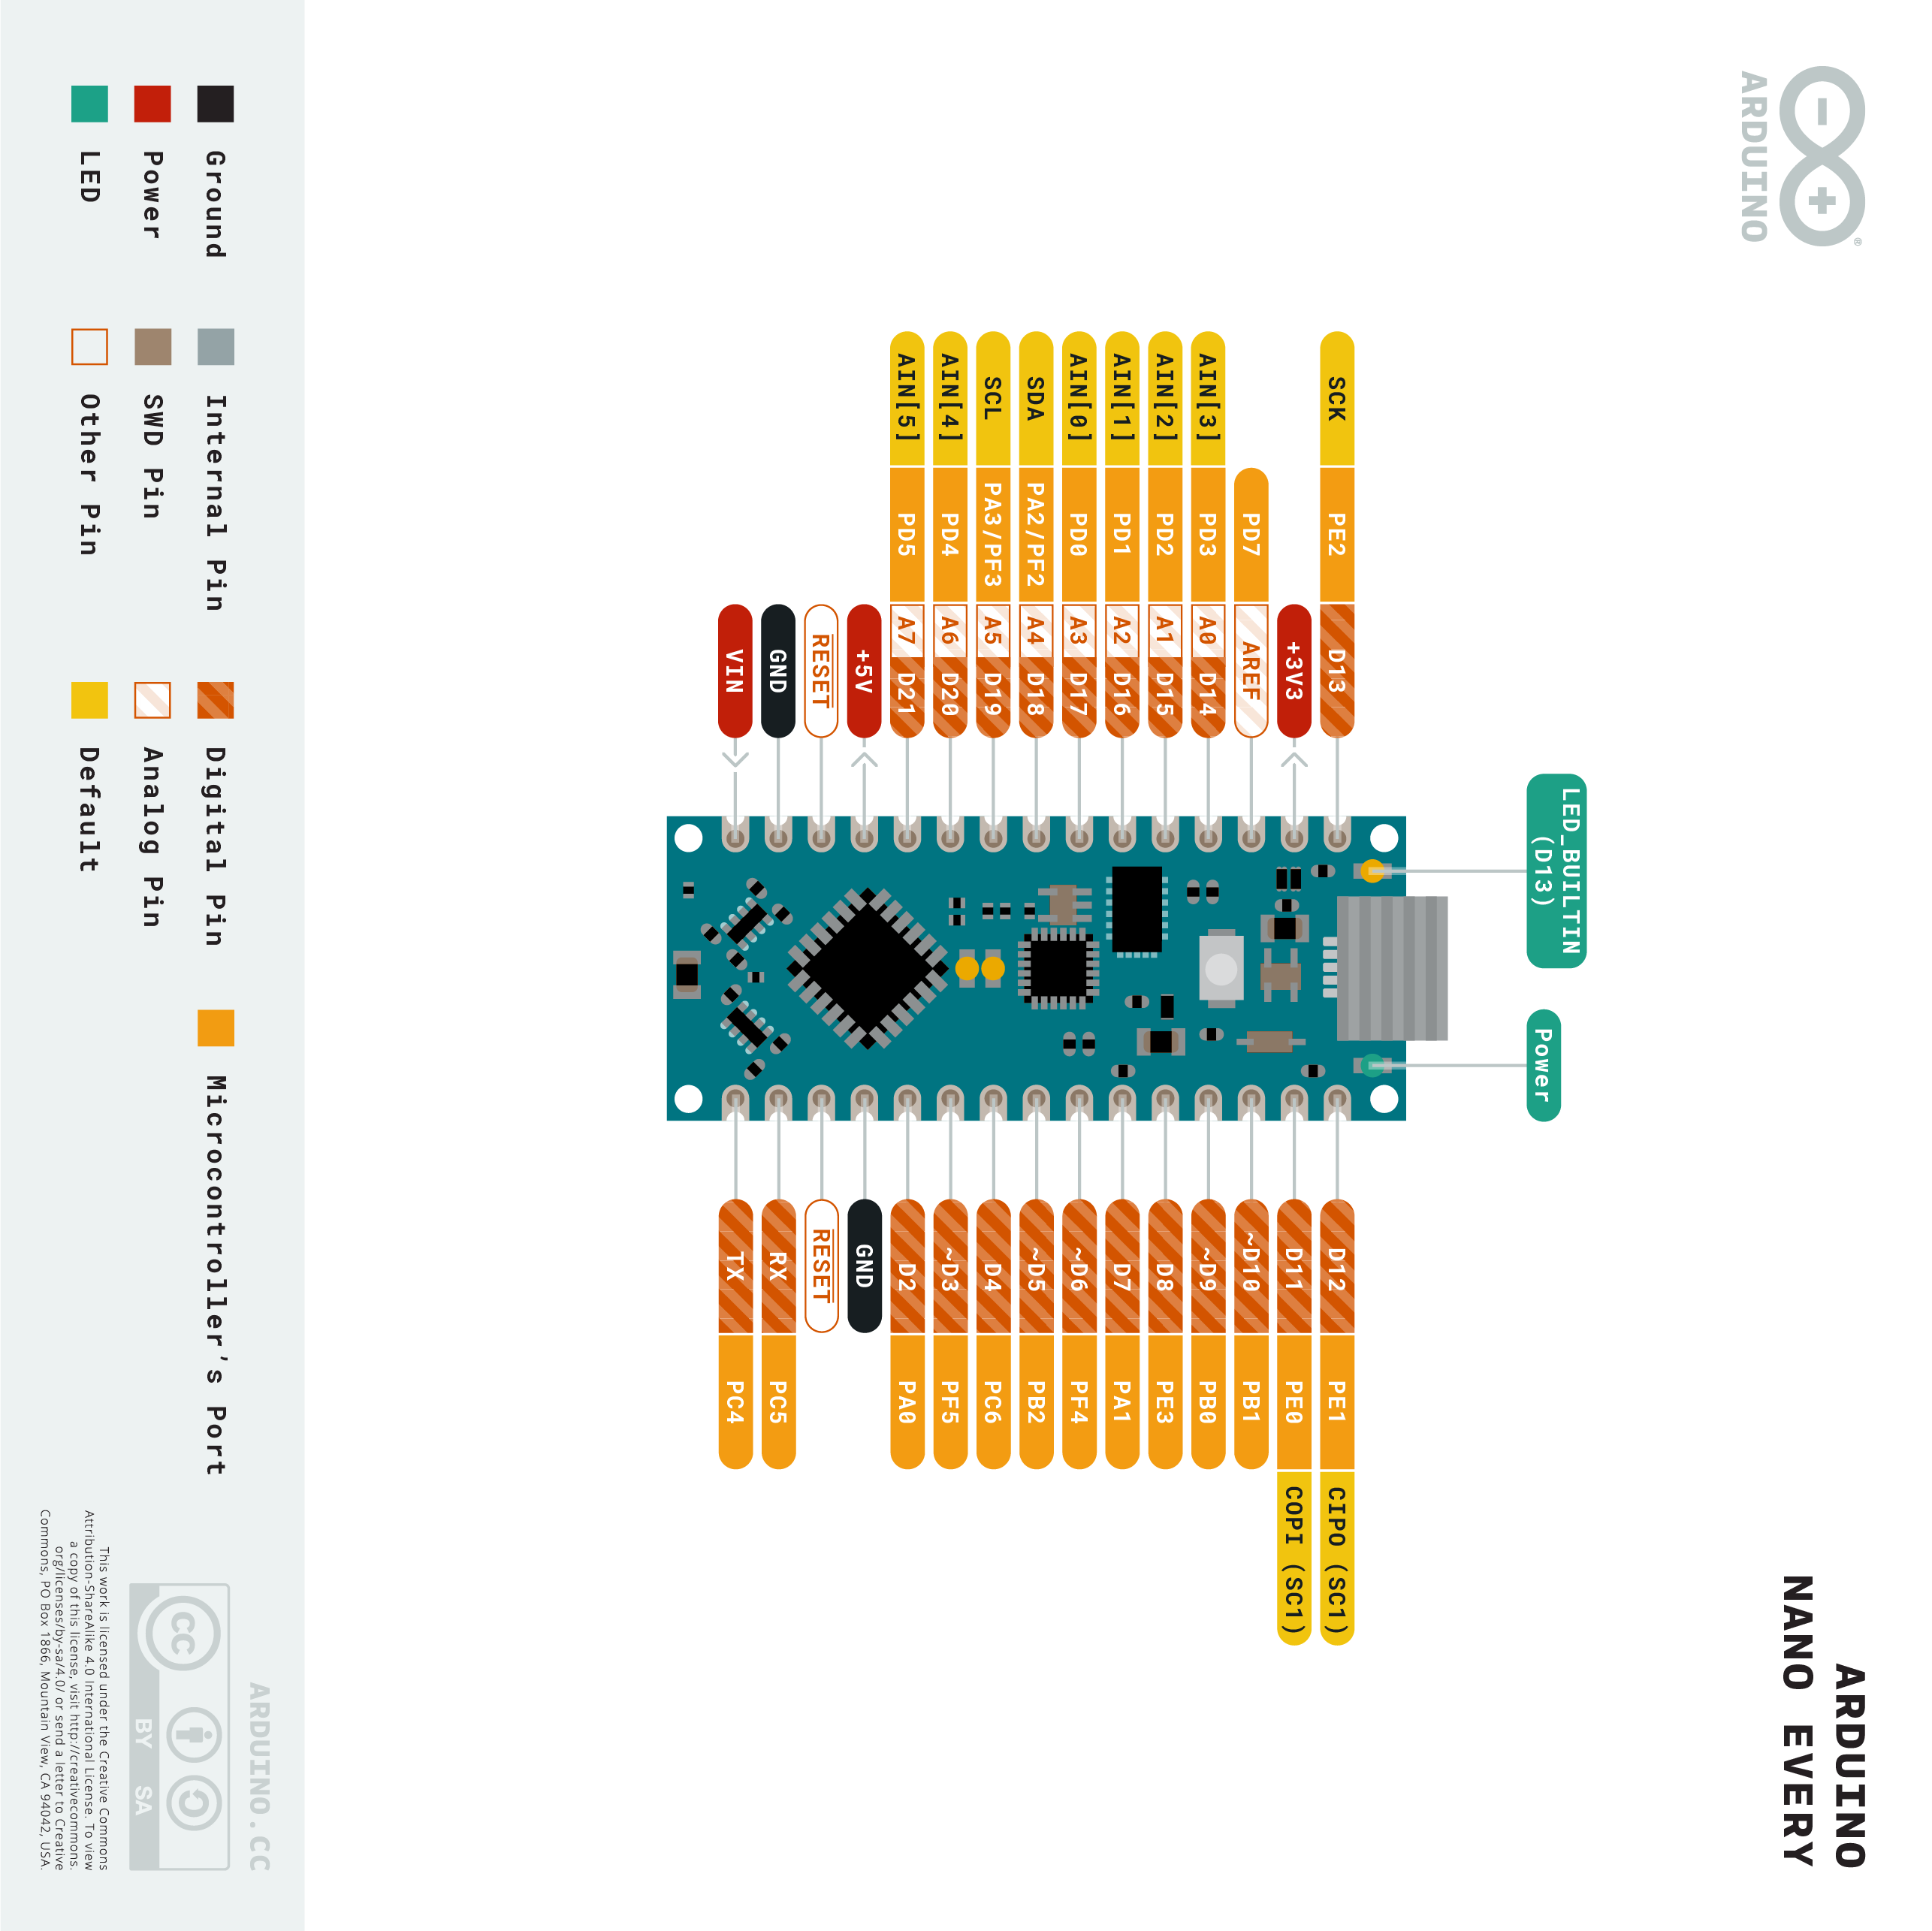 ARDUINO
ARDUINO
NANO EVERY
LED_BUILTIN
(D13)
Power
SCK PE2 D13
+3V3
PD7 AREF
AIN[3] PD3 A0 D14
AIN[2] PD2 A1 D15
AIN[1] PD1 A2 D16
AIN[0] PD0 A3 D17
SDA PA2/PF2 A4 D18
SCL PA3/PF3 A5 D19
AIN[4] PD4 A6 D20
AIN[5] PD5 A7 D21
+5V
RESET
GND
VIN
D12 PE1 CIPO (SC1)
D11 PE0 COPI (SC1)
~D10 PB1
~D9 PB0
D8 PE3
D7 PA1
~D6 PF4
~D5 PB2
D4 PC6
~D3 PF5
D2 PA0
GND
RESET
RX PC5
TX PC4
Ground
Power
LED
Internal Pin
SWD Pin
Other Pin
Digital Pin
Analog Pin
Default
Microcontroller’s Port
ARDUINO.CC
cc
BY SA
This work is licensed under the Creative Commons
Attribution-ShareAlike 4.0 International License. To view
a copy of this license, visit http://creativecommons.
org/licenses/by-sa/4.0/ or send a letter to Creative
Commons, PO Box 1866, Mountain View, CA 94042, USA.